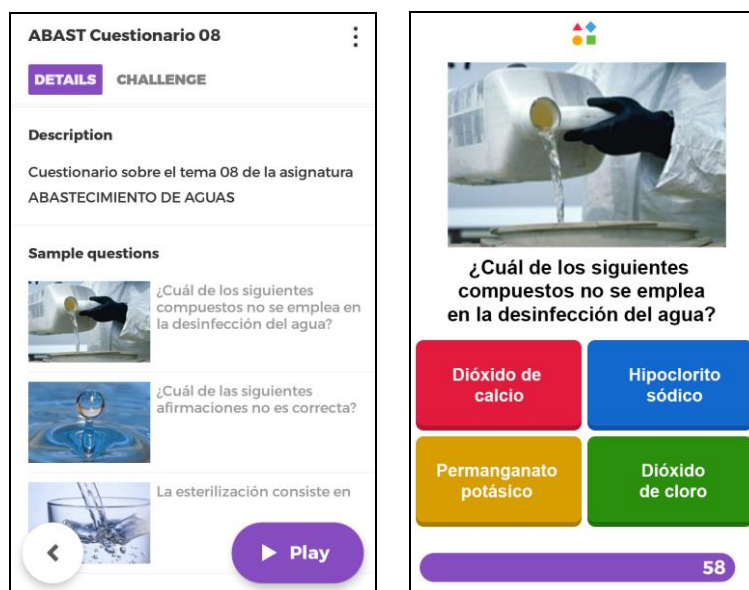 ABAST Cuestionario 08
DETAILS CHALLENGE
Description
Cuestionario sobre el tema 08 de la asignatura
ABASTECIMIENTO DE AGUAS
Sample questions
¿Cuál de los siguientes
compuestos no se emplea en
la desinfección del agua?
¿Cuál de las siguientes
afirmaciones no es correcta?
La esterilización consiste en
Play
¿Cuál de los siguientes
compuestos no se emplea
en la desinfección del agua?
Dióxido de
calcio
Hipoclorito
sódico
Permanganato
potásico
Dióxido
de cloro
58